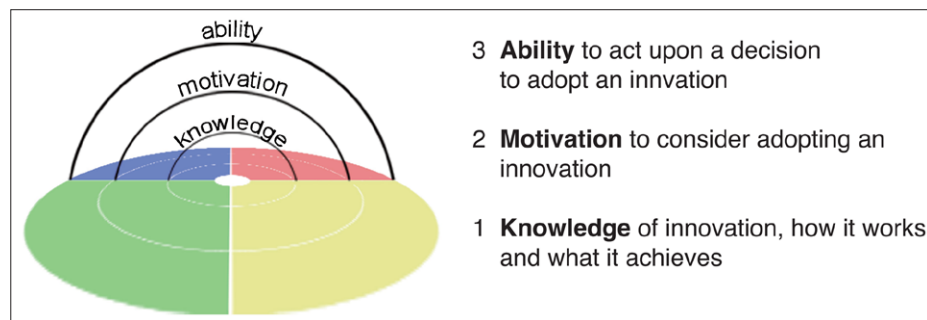 ability
motivation
knowledge
3 Ability to act upon a decision
to adopt an innvation
2 Motivation to consider adopting an
innovation
1 Knowledge of innovation, how it works
and what it achieves